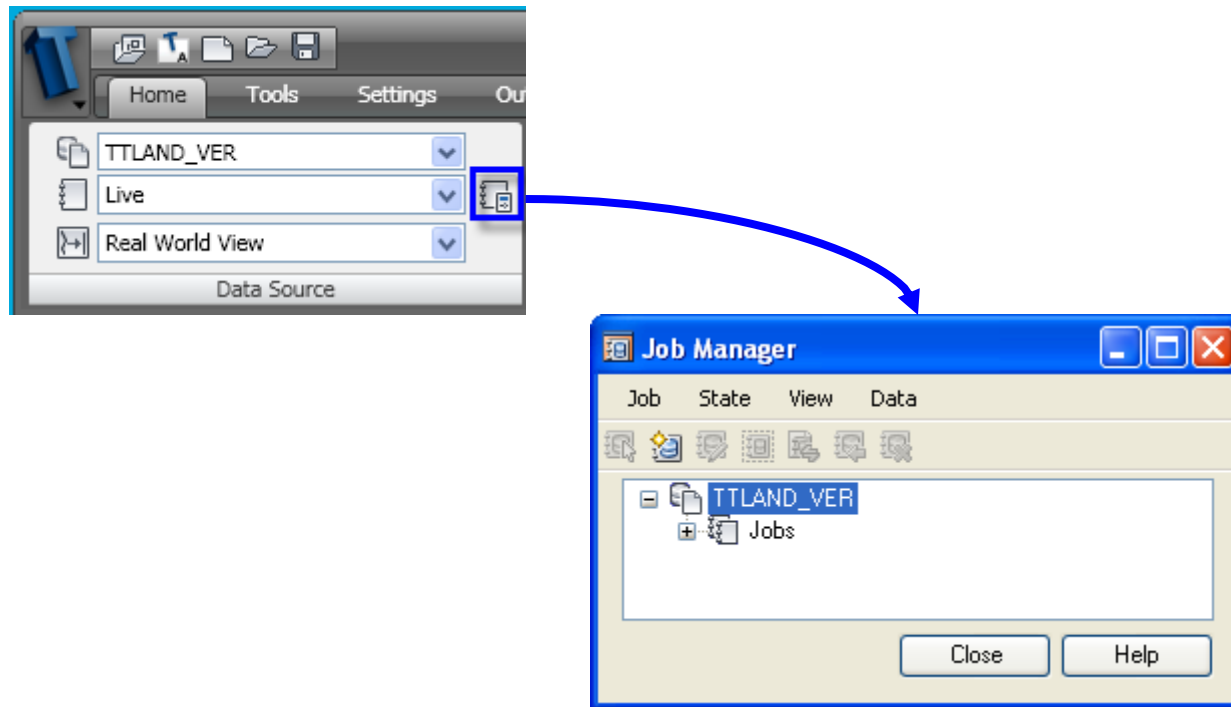 Home Tools Settings Ou
TTLAND_VER
Live
Real World View
Data Source
Job Manager
Job State View Data
TTLAND_VER
Jobs
Close Help